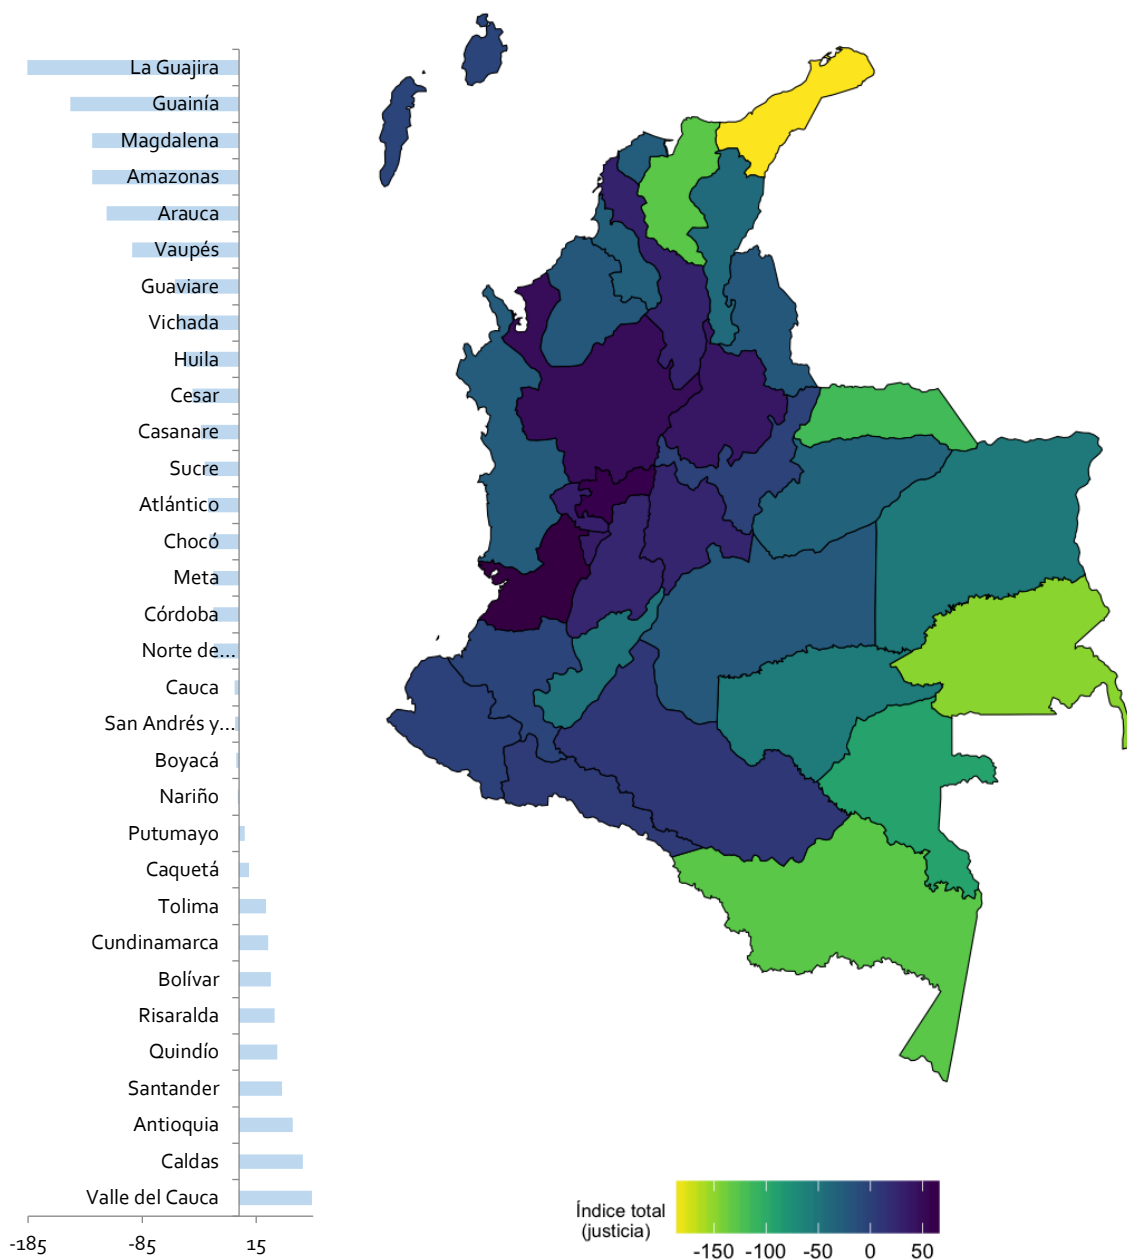 La Guajira
Guainía
Magdalena
Amazonas
Arauca
Vaupés
Guaviare
Vichada
Huila
Cesar
Casanare
Sucre
Atlántico
Chocó
Meta
Córdoba
Norte de...
Cauca
San Andrés y...
Boyacá
Nariño
Putumayo
Caquetá
Tolima
Cundinamarca
Bolívar
Risaralda
Quindío
Santander
Antioquia
Caldas
Valle del Cauca
-185 -85 15
Índice total
(justicia)
-150 -100 -50 0 50